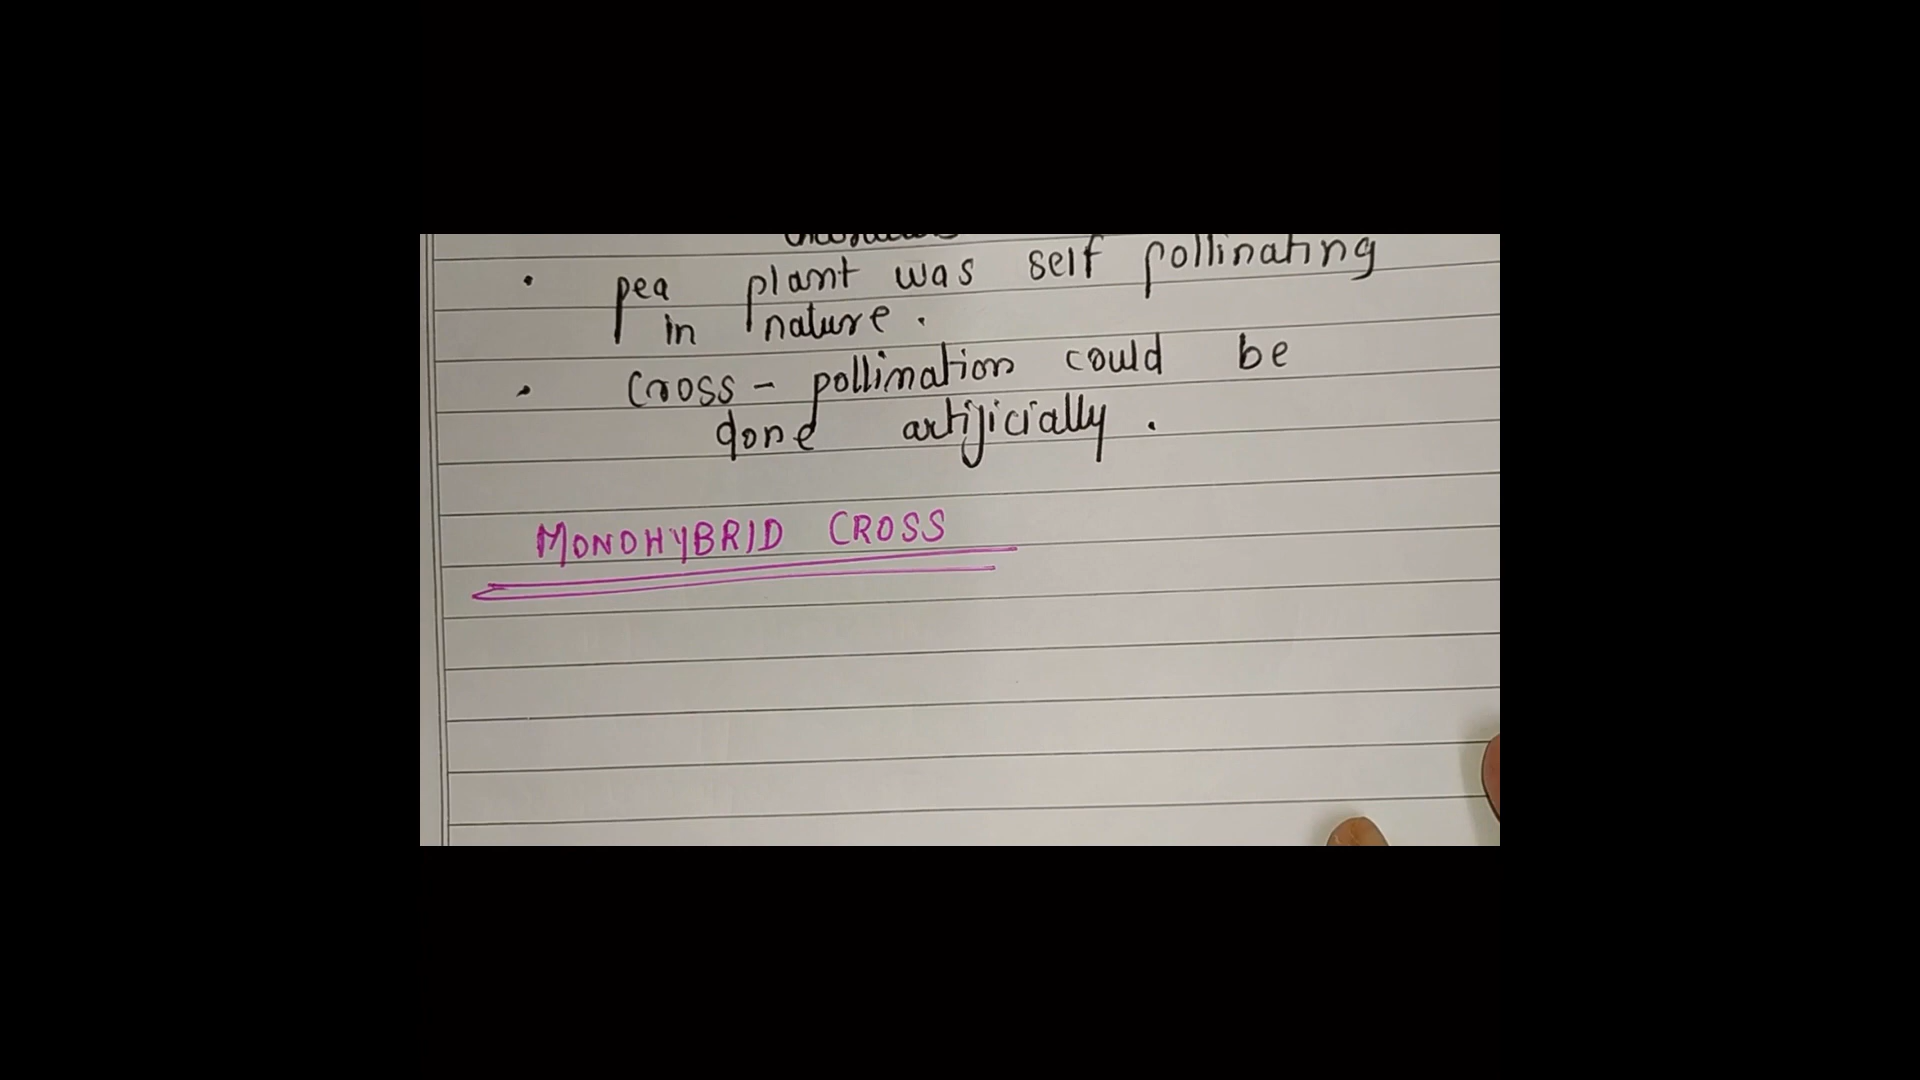 • pea plant was self pollinating
in nature.
• Cross - pollination could be
done artificially.
MONOHYBRID CROSS